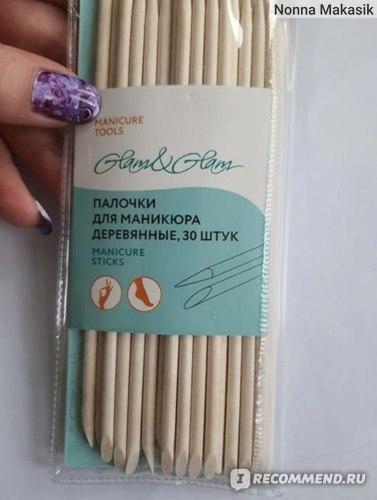 Nonna Makasik
MANICURE
TOOLS
Glam&Glam
ПАЛОЧКИ
ДЛЯ МАНИКЮРА
ДЕРЕВЯННЫЕ, 30 ШТУК
MANICURE
STICKS
RECOMMEND.RU